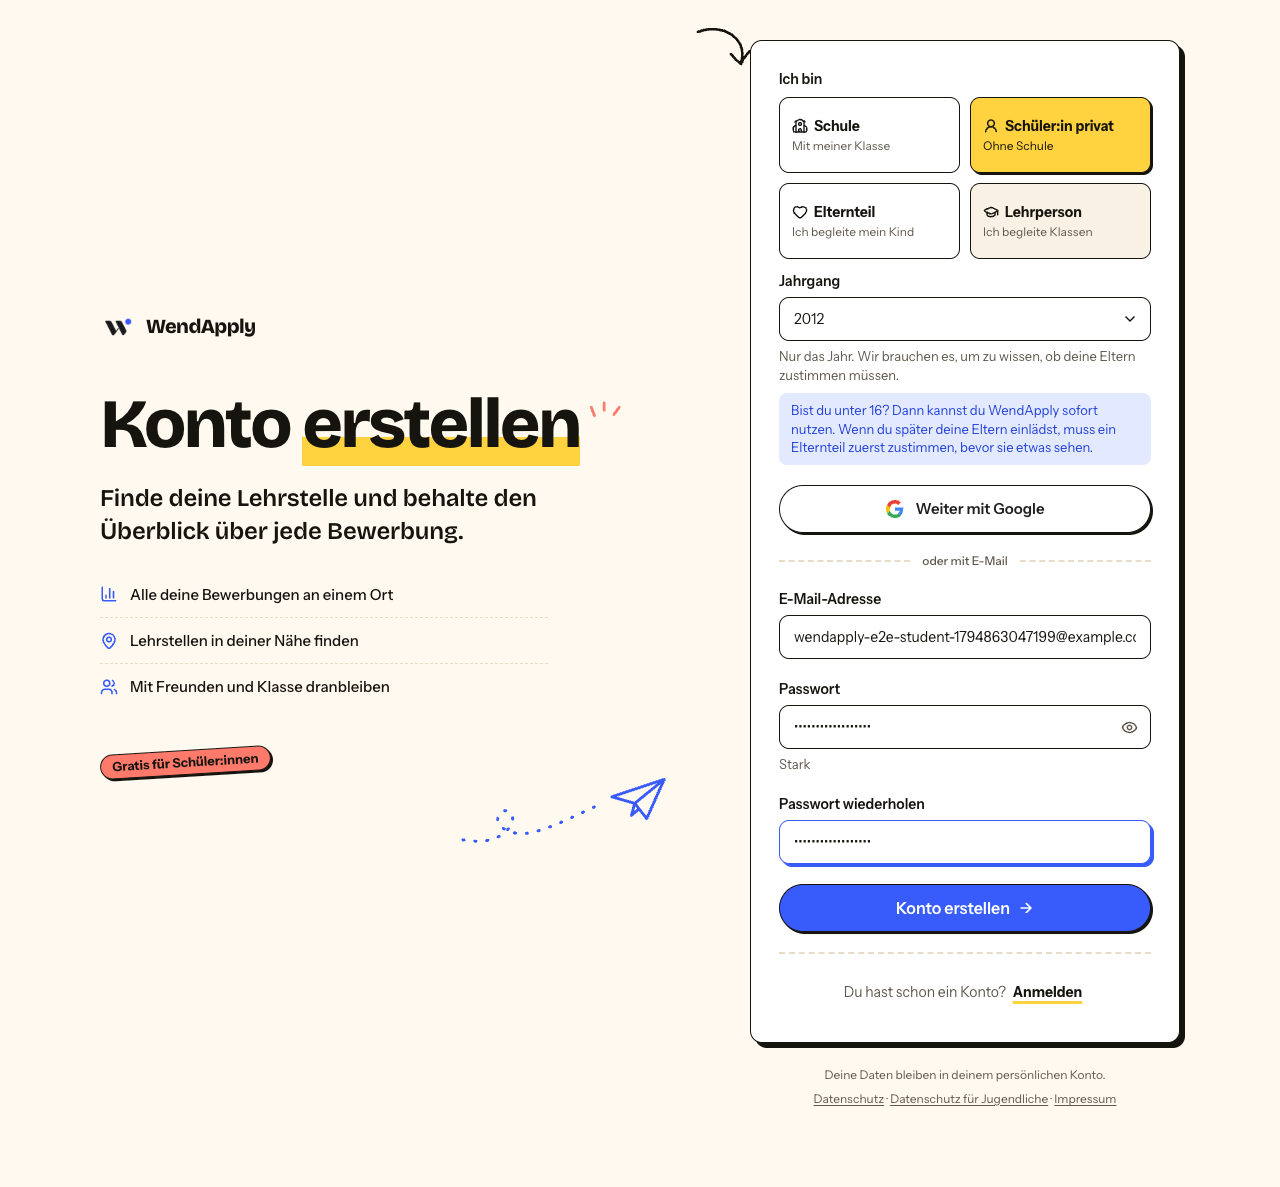 WendApply
Konto erstellen
Finde deine Lehrstelle und behalte den
Überblick über jede Bewerbung.
Alle deine Bewerbungen an einem Ort
Lehrstellen in deiner Nähe finden
Mit Freunden und Klasse dranbleiben
Gratis für Schüler:innen
Ich bin
Schule
Mit meiner Klasse
Schüler:in privat
Ohne Schule
Elternteil
Ich begleite mein Kind
Lehrperson
Ich begleite Klassen
Jahrgang
2012
Nur das Jahr. Wir brauchen es, um zu wissen, ob deine Eltern
zustimmen müssen.
Bist du unter 16? Dann kannst du WendApply sofort
nutzen. Wenn du später deine Eltern einlädst, muss ein
Elternteil zuerst zustimmen, bevor sie etwas sehen.
Weiter mit Google
oder mit E-Mail
E-Mail-Adresse
wendapply-e2e-student-1794863047199@example.co
Passwort
••••••••••••••••••
Stark
Passwort wiederholen
••••••••••••••••••
Konto erstellen →
Du hast schon ein Konto? Anmelden
Deine Daten bleiben in deinem persönlichen Konto.
Datenschutz · Datenschutz für Jugendliche · Impressum